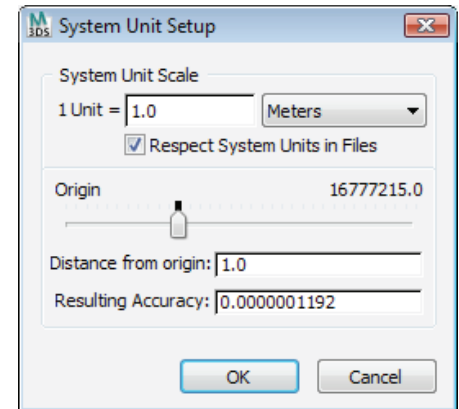 M
3DS System Unit Setup
System Unit Scale
1 Unit = 1.0 Meters
Respect System Units in Files
Origin 16777215.0
Distance from origin: 1.0
Resulting Accuracy: 0.0000001192
OK Cancel